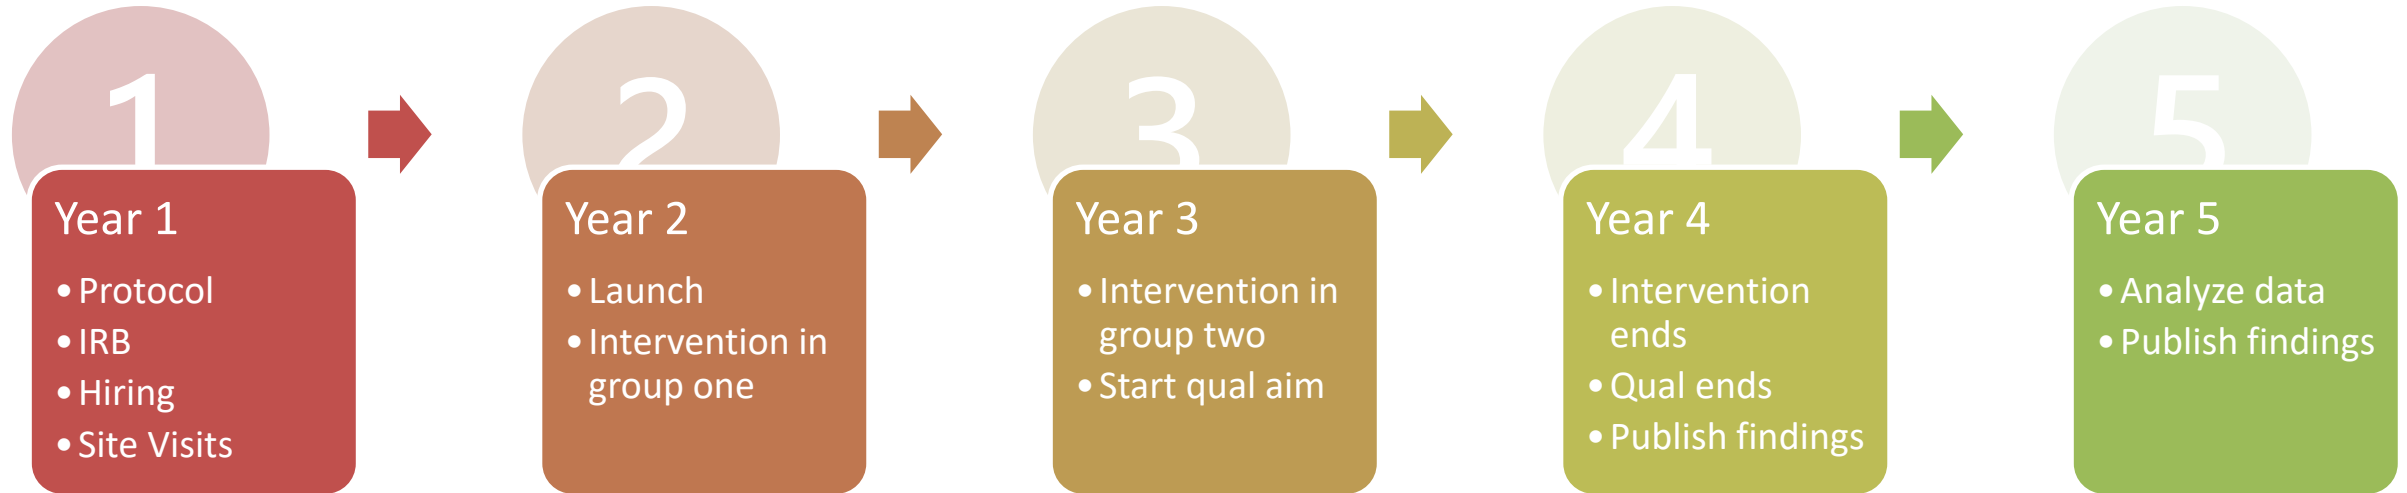 1
Year 1
• Protocol
• IRB
• Hiring
• Site Visits
2
Year 2
• Launch
• Intervention in
group one
3
Year 3
• Intervention in
group two
• Start qual aim
4
Year 4
• Intervention
ends
• Qual ends
• Publish findings
5
Year 5
• Analyze data
• Publish findings